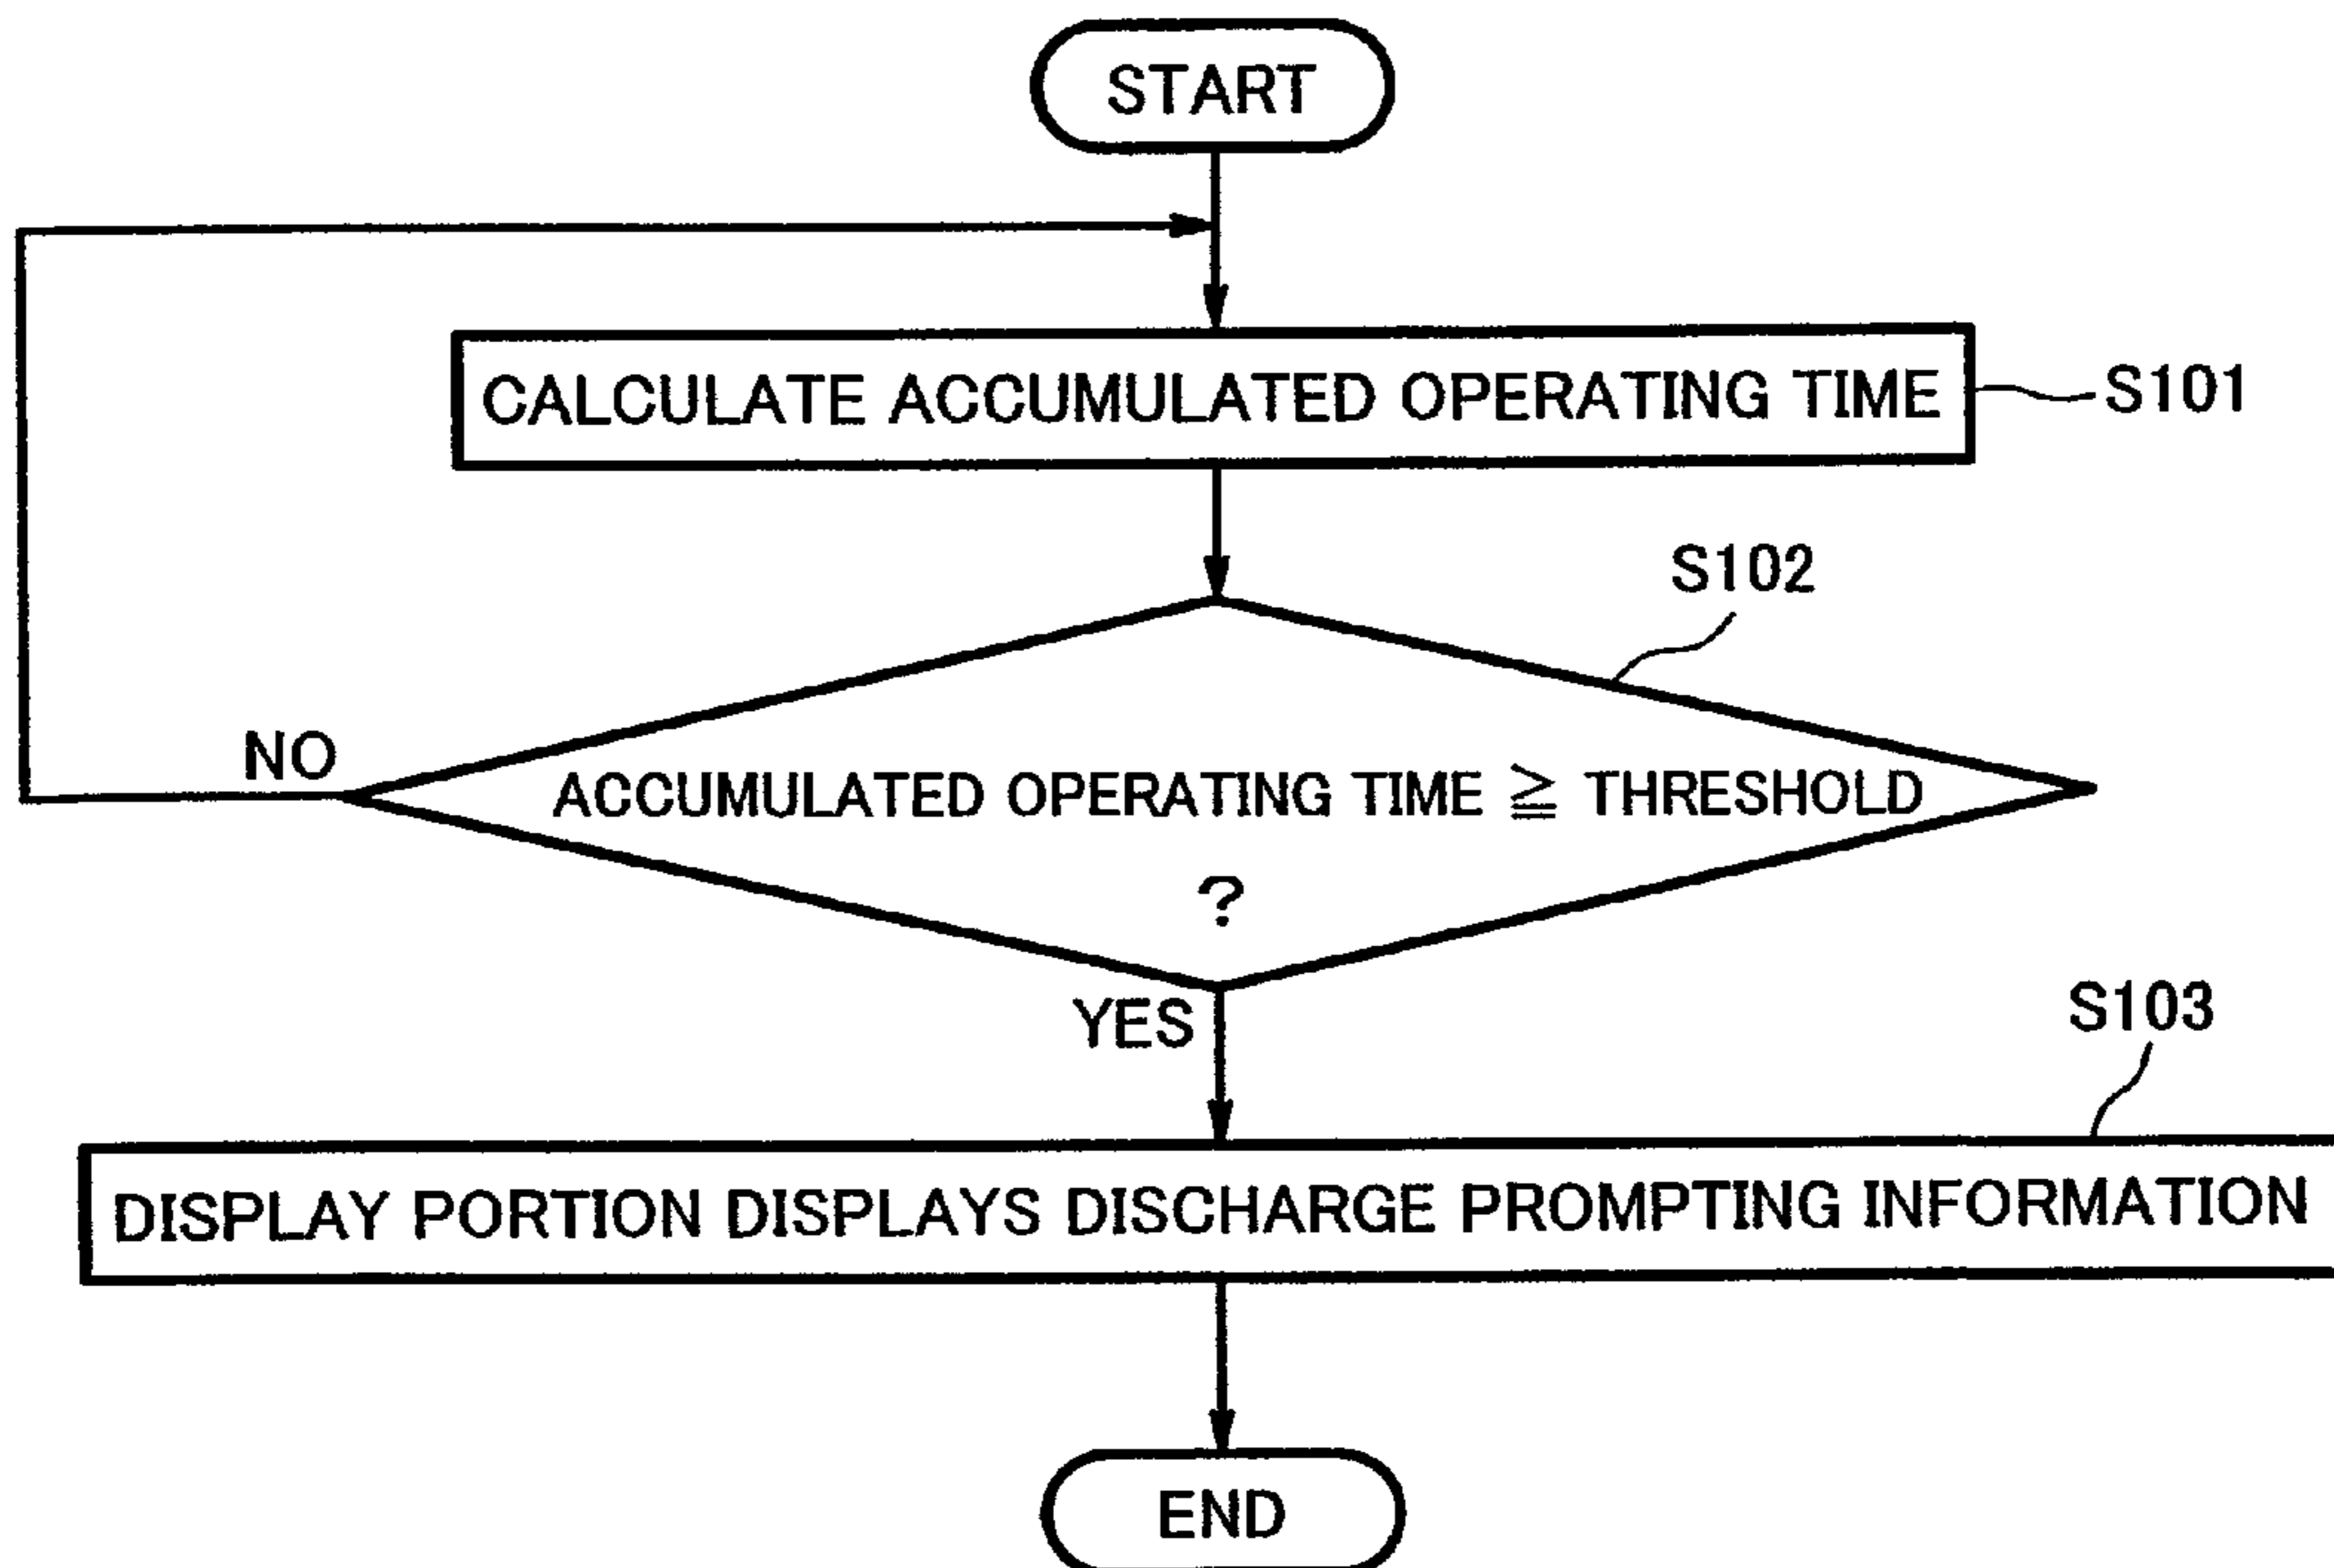 START
CALCULATE ACCUMULATED OPERATING TIME
S101
S102
NO
ACCUMULATED OPERATING TIME ≧ THRESHOLD
?
YES
S103
DISPLAY PORTION DISPLAYS DISCHARGE PROMPTING INFORMATION
END